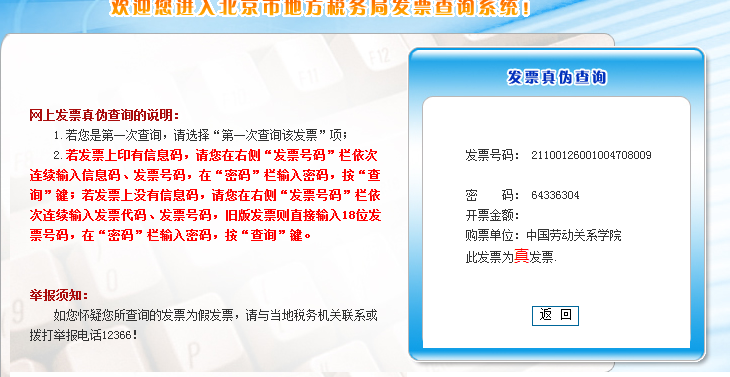 欢迎您进入北京市地方税务局发票查询系统!
网上发票真伪查询的说明:
1.若您是第一次查询,请选择“第一次查询该发票”项;
2.若发票上印有信息码,请您在右侧“发票号码”栏依次
连续输入信息码、发票号码,在“密码”栏输入密码,按“查
询”键;若发票上没有信息码,请您在右侧“发票号码”栏依
次连续输入发票代码、发票号码,旧版发票则直接输入18位发
票号码,在“密码”栏输入密码,按“查询”键。
举报须知:
如您怀疑您所查询的发票为假发票,请与当地税务机关联系或
拨打举报电话12366!
发票真伪查询
发票号码: 21100126001004708009
密 码: 64336304
开票金额:
购票单位:中国劳动关系学院
此发票为真发票.
返 回